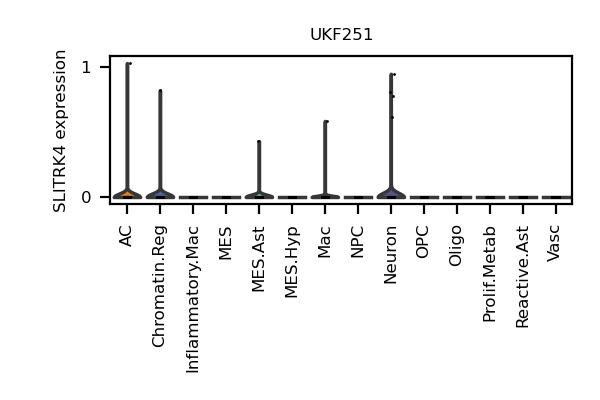 UKF251
SLITRK4 expression
1
0
AC
Chromatin.Reg
Inflammatory.Mac
MES
MES.Ast
MES.Hyp
Mac
NPC
Neuron
OPC
Oligo
Prolif.Metab
Reactive.Ast
Vasc